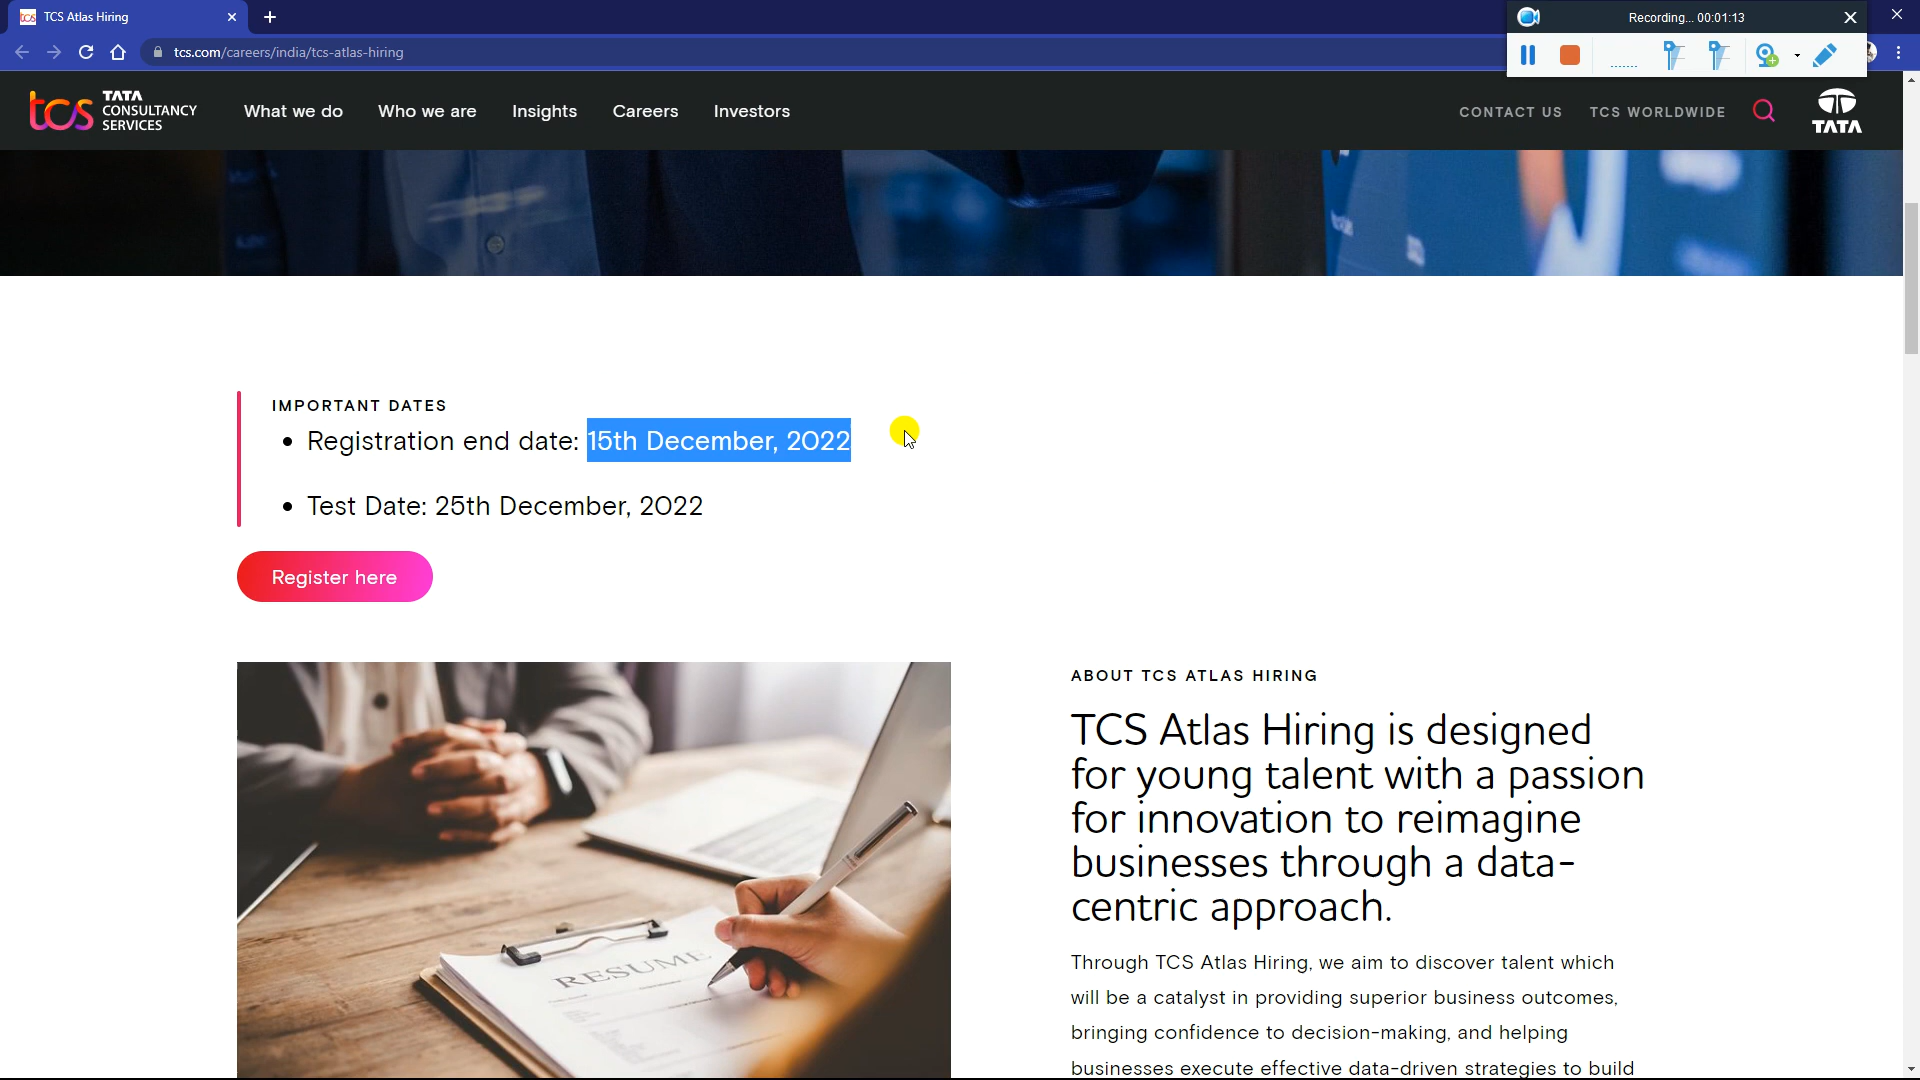 TCS Atlas Hiring
Recording... 00:01:13
tcs.com/careers/india/tcs-atlas-hiring
tcs TATA
CONSULTANCY
SERVICES
What we do Who we are Insights Careers Investors
CONTACT US TCS WORLDWIDE
TATA
IMPORTANT DATES
• Registration end date: 15th December, 2022
• Test Date: 25th December, 2022
Register here
RESUME
ABOUT TCS ATLAS HIRING
TCS Atlas Hiring is designed
for young talent with a passion
for innovation to reimagine
businesses through a data-
centric approach.
Through TCS Atlas Hiring, we aim to discover talent which
will be a catalyst in providing superior business outcomes,
bringing confidence to decision-making, and helping
businesses execute effective data-driven strategies to build